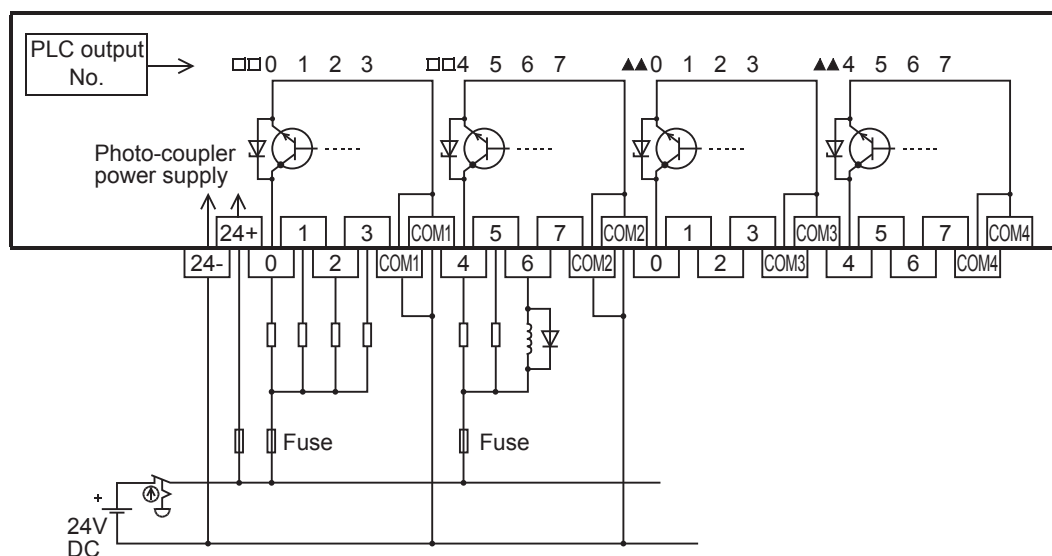 PLC output
No.
□□0 1 2 3 □□4 5 6 7 ▲▲0 1 2 3 ▲▲4 5 6 7
Photo-coupler
power supply
24+ 1 3 COM1 5 7 COM2 1 3 COM3 5 7 COM4
24- 0 2 COM1 4 6 COM2 0 2 COM3 4 6 COM4
Fuse Fuse
+
24V
DC